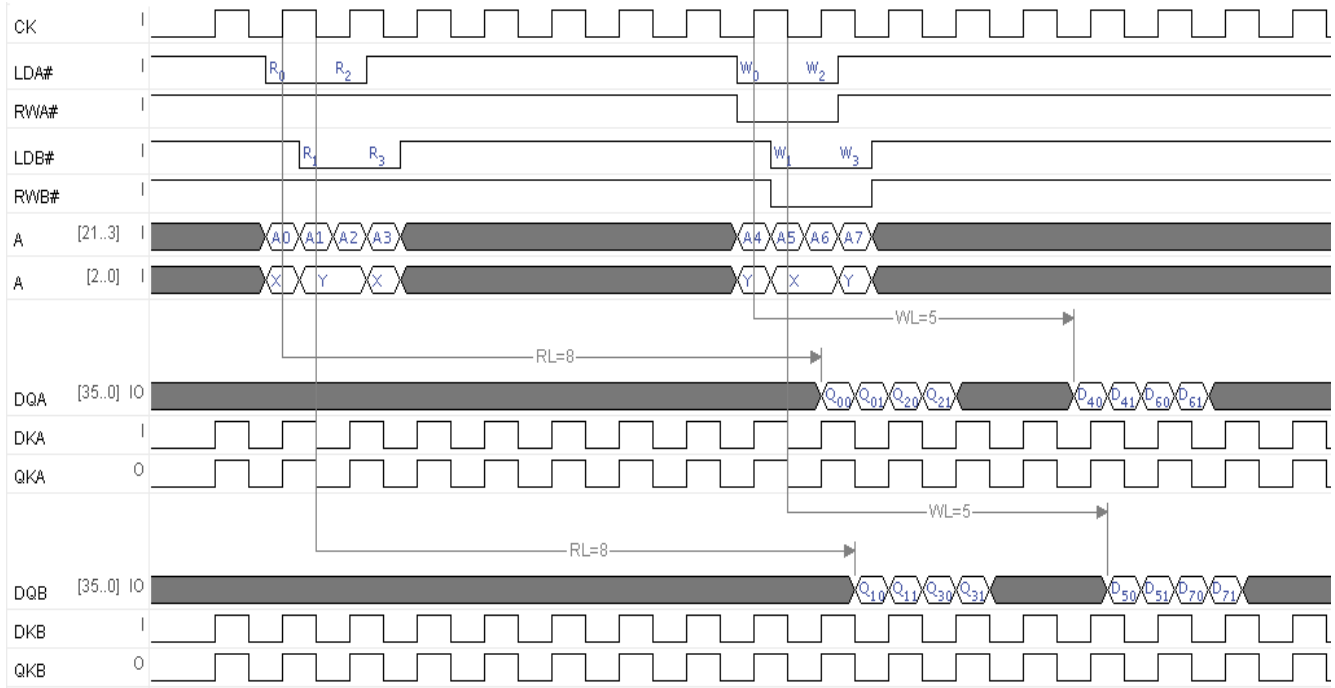 CK I
LDA# I R0 R2 W0 W2
RWA# I
LDB# I R1 R3 W1 W3
RWB# I
A [21..3] I A0 A1 A2 A3 A4 A5 A6 A7
A [2..0] I X Y X Y X Y
WL=5
RL=8
DQA [35..0] IO Q00 Q01 Q20 Q21 D40 D41 D60 D61
DKA I
QKA O
WL=5
RL=8
DQB [35..0] IO Q10 Q11 Q30 Q31 D50 D51 D70 D71
DKB I
QKB O